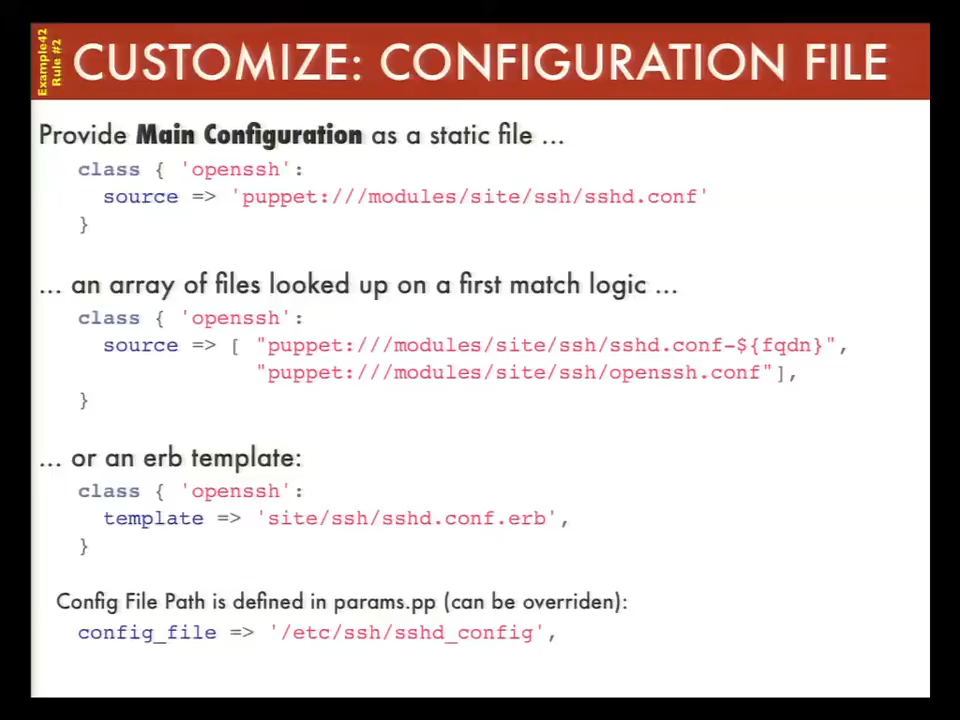 Example42
Rule #2
CUSTOMIZE: CONFIGURATION FILE
Provide Main Configuration as a static file ...
class { 'openssh':
source => 'puppet:///modules/site/ssh/sshd.conf'
}
... an array of files looked up on a first match logic ...
class { 'openssh':
source => [ "puppet:///modules/site/ssh/sshd.conf-${fqdn}",
"puppet:///modules/site/ssh/openssh.conf"],
}
... or an erb template:
class { 'openssh':
template => 'site/ssh/sshd.conf.erb',
}
Config File Path is defined in params.pp (can be overriden):
config_file => '/etc/ssh/sshd_config',